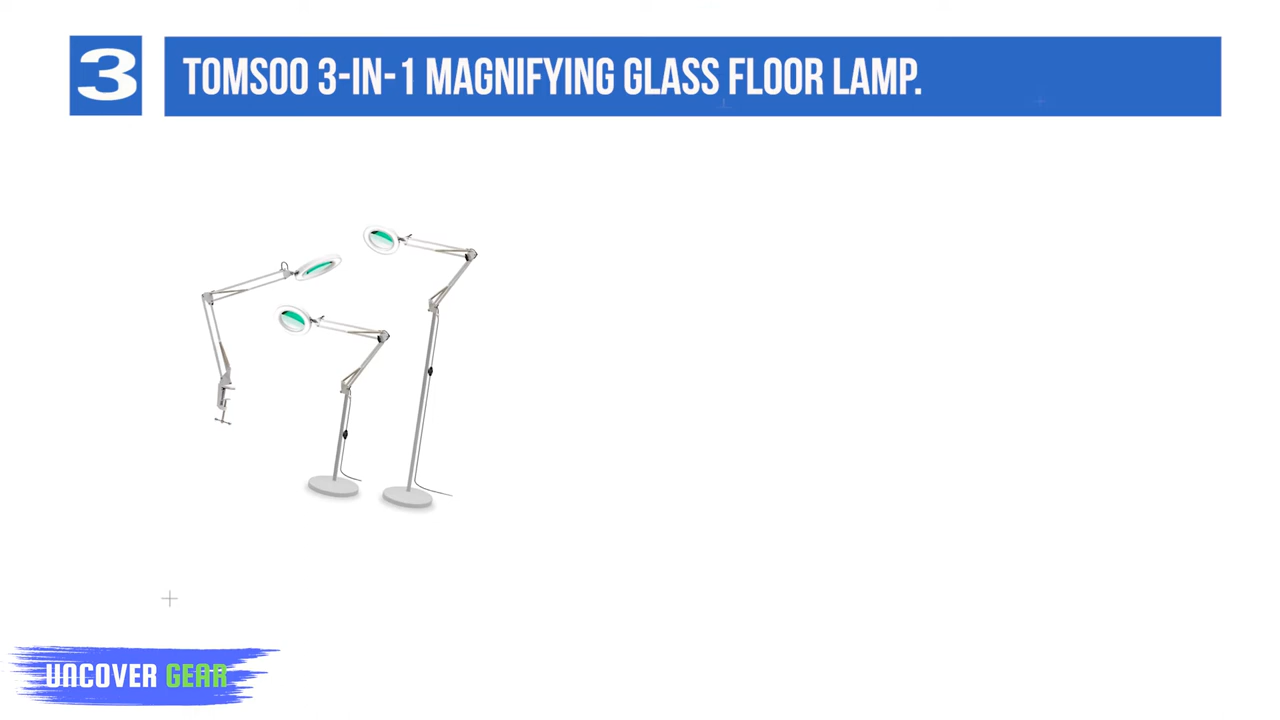 3 TOMSOO 3-IN-1 MAGNIFYING GLASS FLOOR LAMP.
UNCOVER GEAR